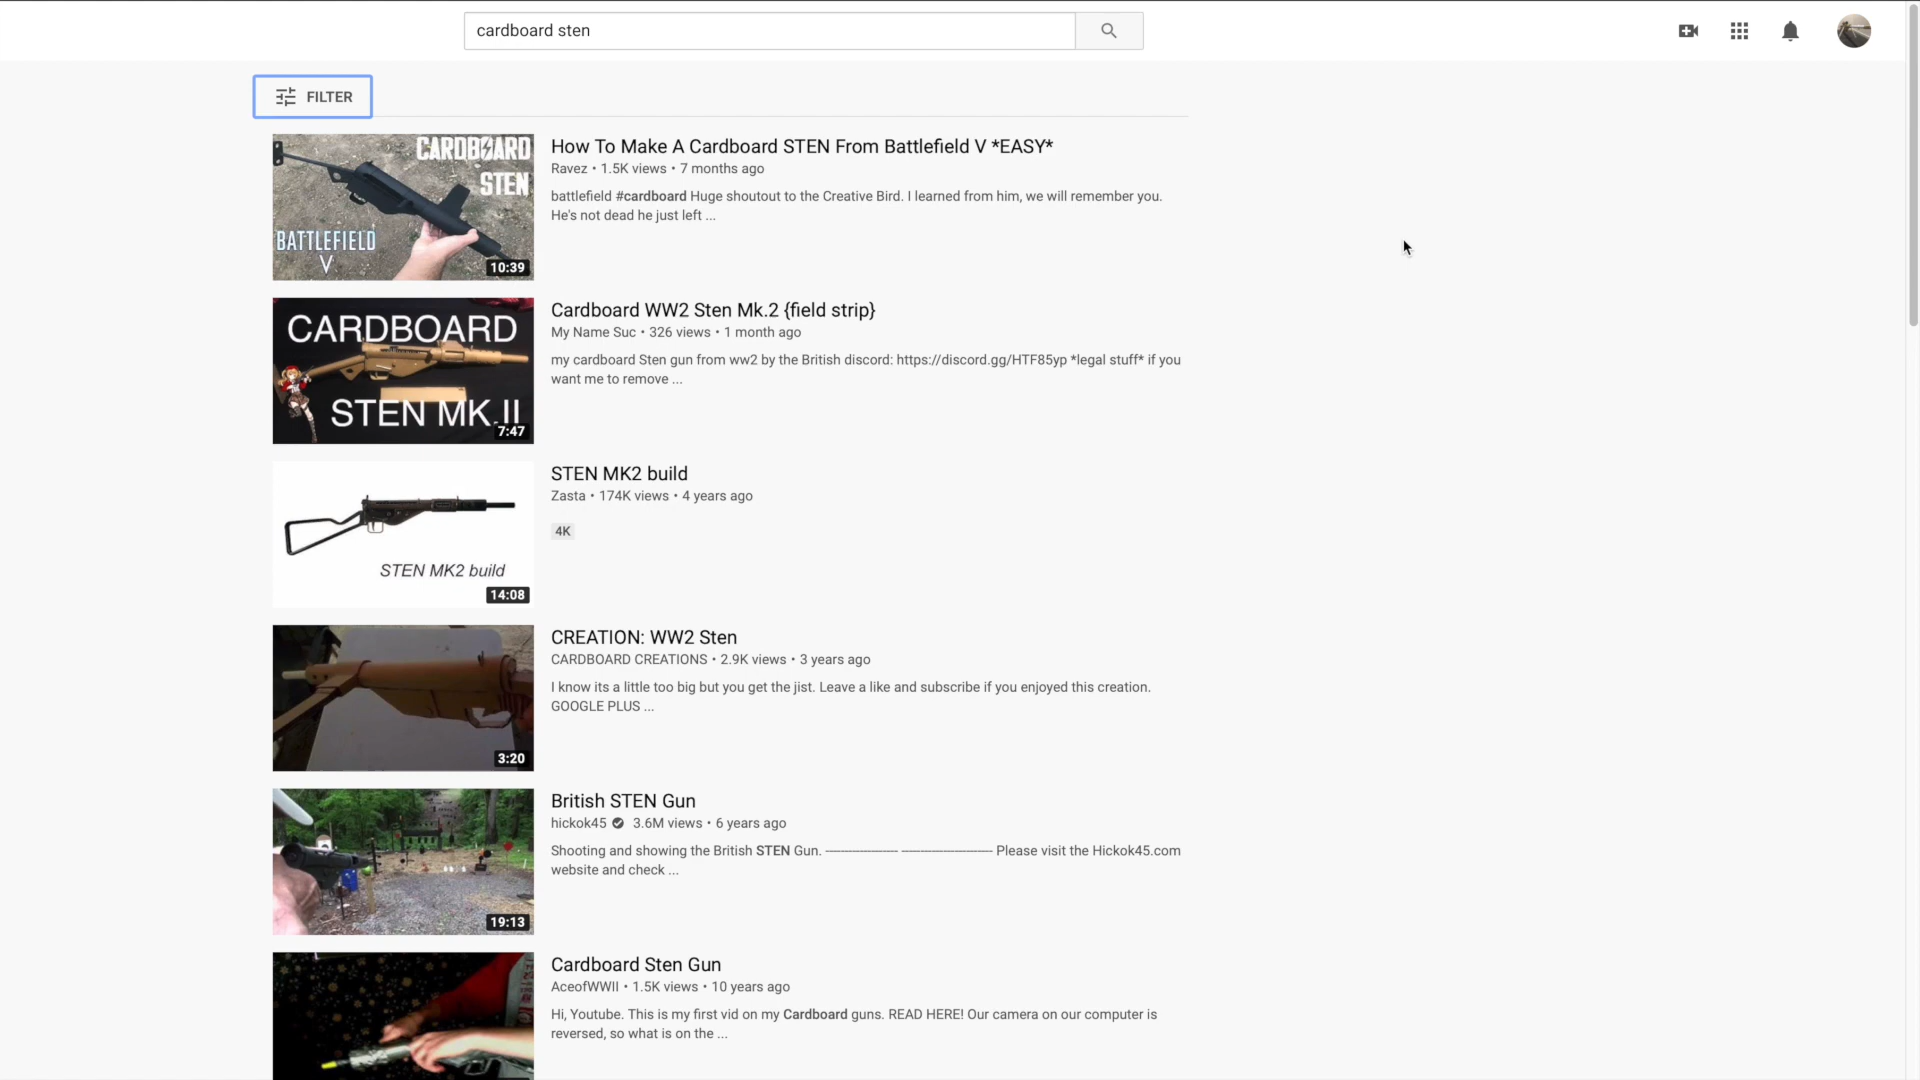 cardboard sten
FILTER
CARDBOARD
STEN
BATTLEFIELD
V
10:39
How To Make A Cardboard STEN From Battlefield V *EASY*
Ravez • 1.5K views • 7 months ago
battlefield #cardboard Huge shoutout to the Creative Bird. I learned from him, we will remember you.
He's not dead he just left ...
CARDBOARD
STEN MK.II
7:47
Cardboard WW2 Sten Mk.2 {field strip}
My Name Suc • 326 views • 1 month ago
my cardboard Sten gun from ww2 by the British discord: https://discord.gg/HTF85yp *legal stuff* if you
want me to remove ...
STEN MK2 build
14:08
STEN MK2 build
Zasta • 174K views • 4 years ago
4K
3:20
CREATION: WW2 Sten
CARDBOARD CREATIONS • 2.9K views • 3 years ago
I know its a little too big but you get the jist. Leave a like and subscribe if you enjoyed this creation.
GOOGLE PLUS ...
19:13
British STEN Gun
hickok45 3.6M views • 6 years ago
Shooting and showing the British STEN Gun. ---------------------- ---------------------------- Please visit the Hickok45.com
website and check ...
Cardboard Sten Gun
AceofWWII • 1.5K views • 10 years ago
Hi, Youtube. This is my first vid on my Cardboard guns. READ HERE! Our camera on our computer is
reversed, so what is on the ...